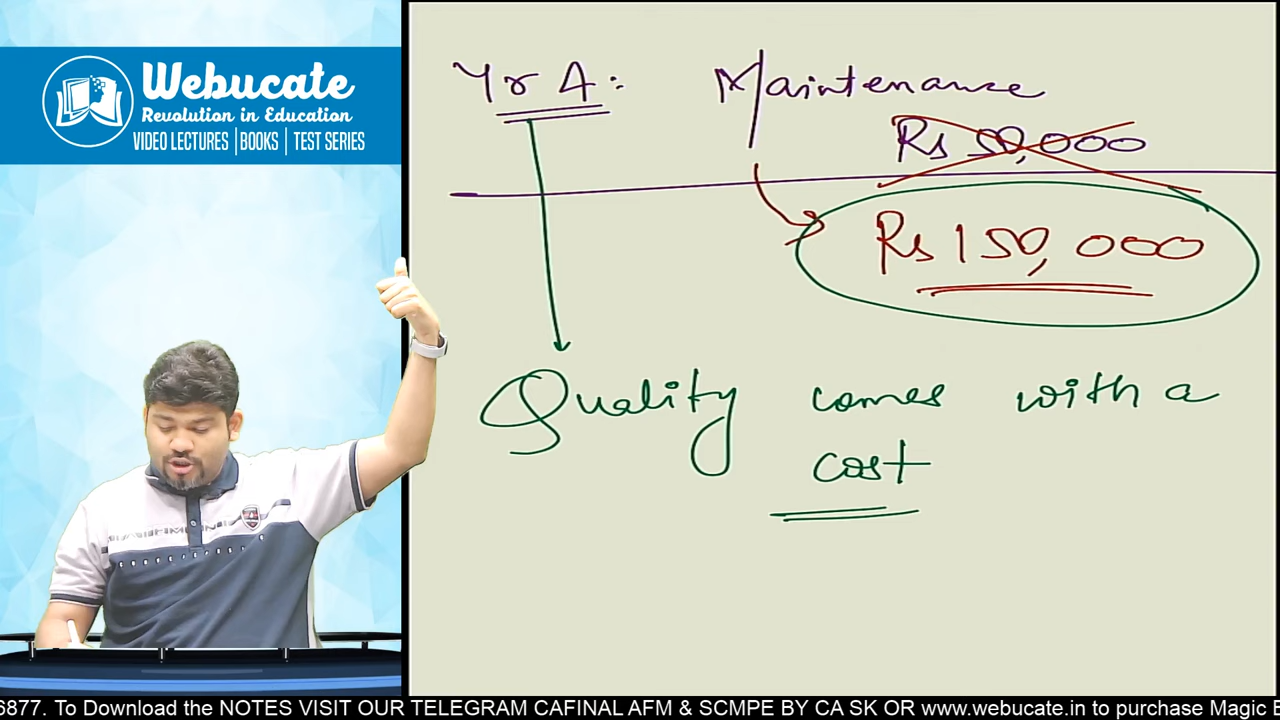 Webucate
Revolution in Education
VIDEO LECTURES | BOOKS | TEST SERIES
Yr 4: Maintenance
Rs 50,000
Rs 150,000
Quality comes with a
cost
6877. To Download the NOTES VISIT OUR TELEGRAM CAFINAL AFM & SCMPE BY CA SK OR www.webucate.in to purchase Magic